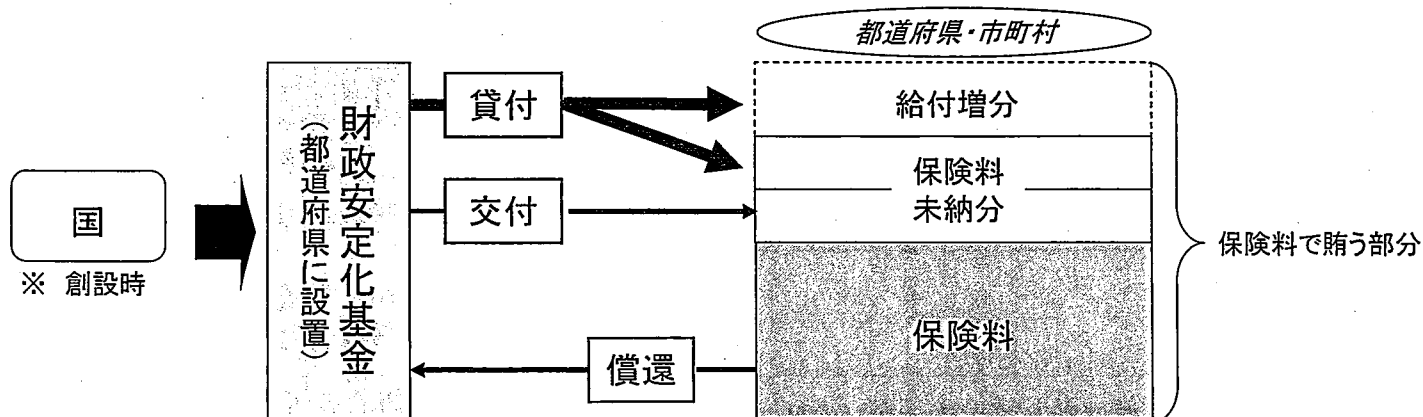 都道府県・市町村
国
※ 創設時
財政安定化基金
（都道府県に設置）
貸付
交付
償還
給付増分
保険料
未納分
保険料
保険料で賄う部分